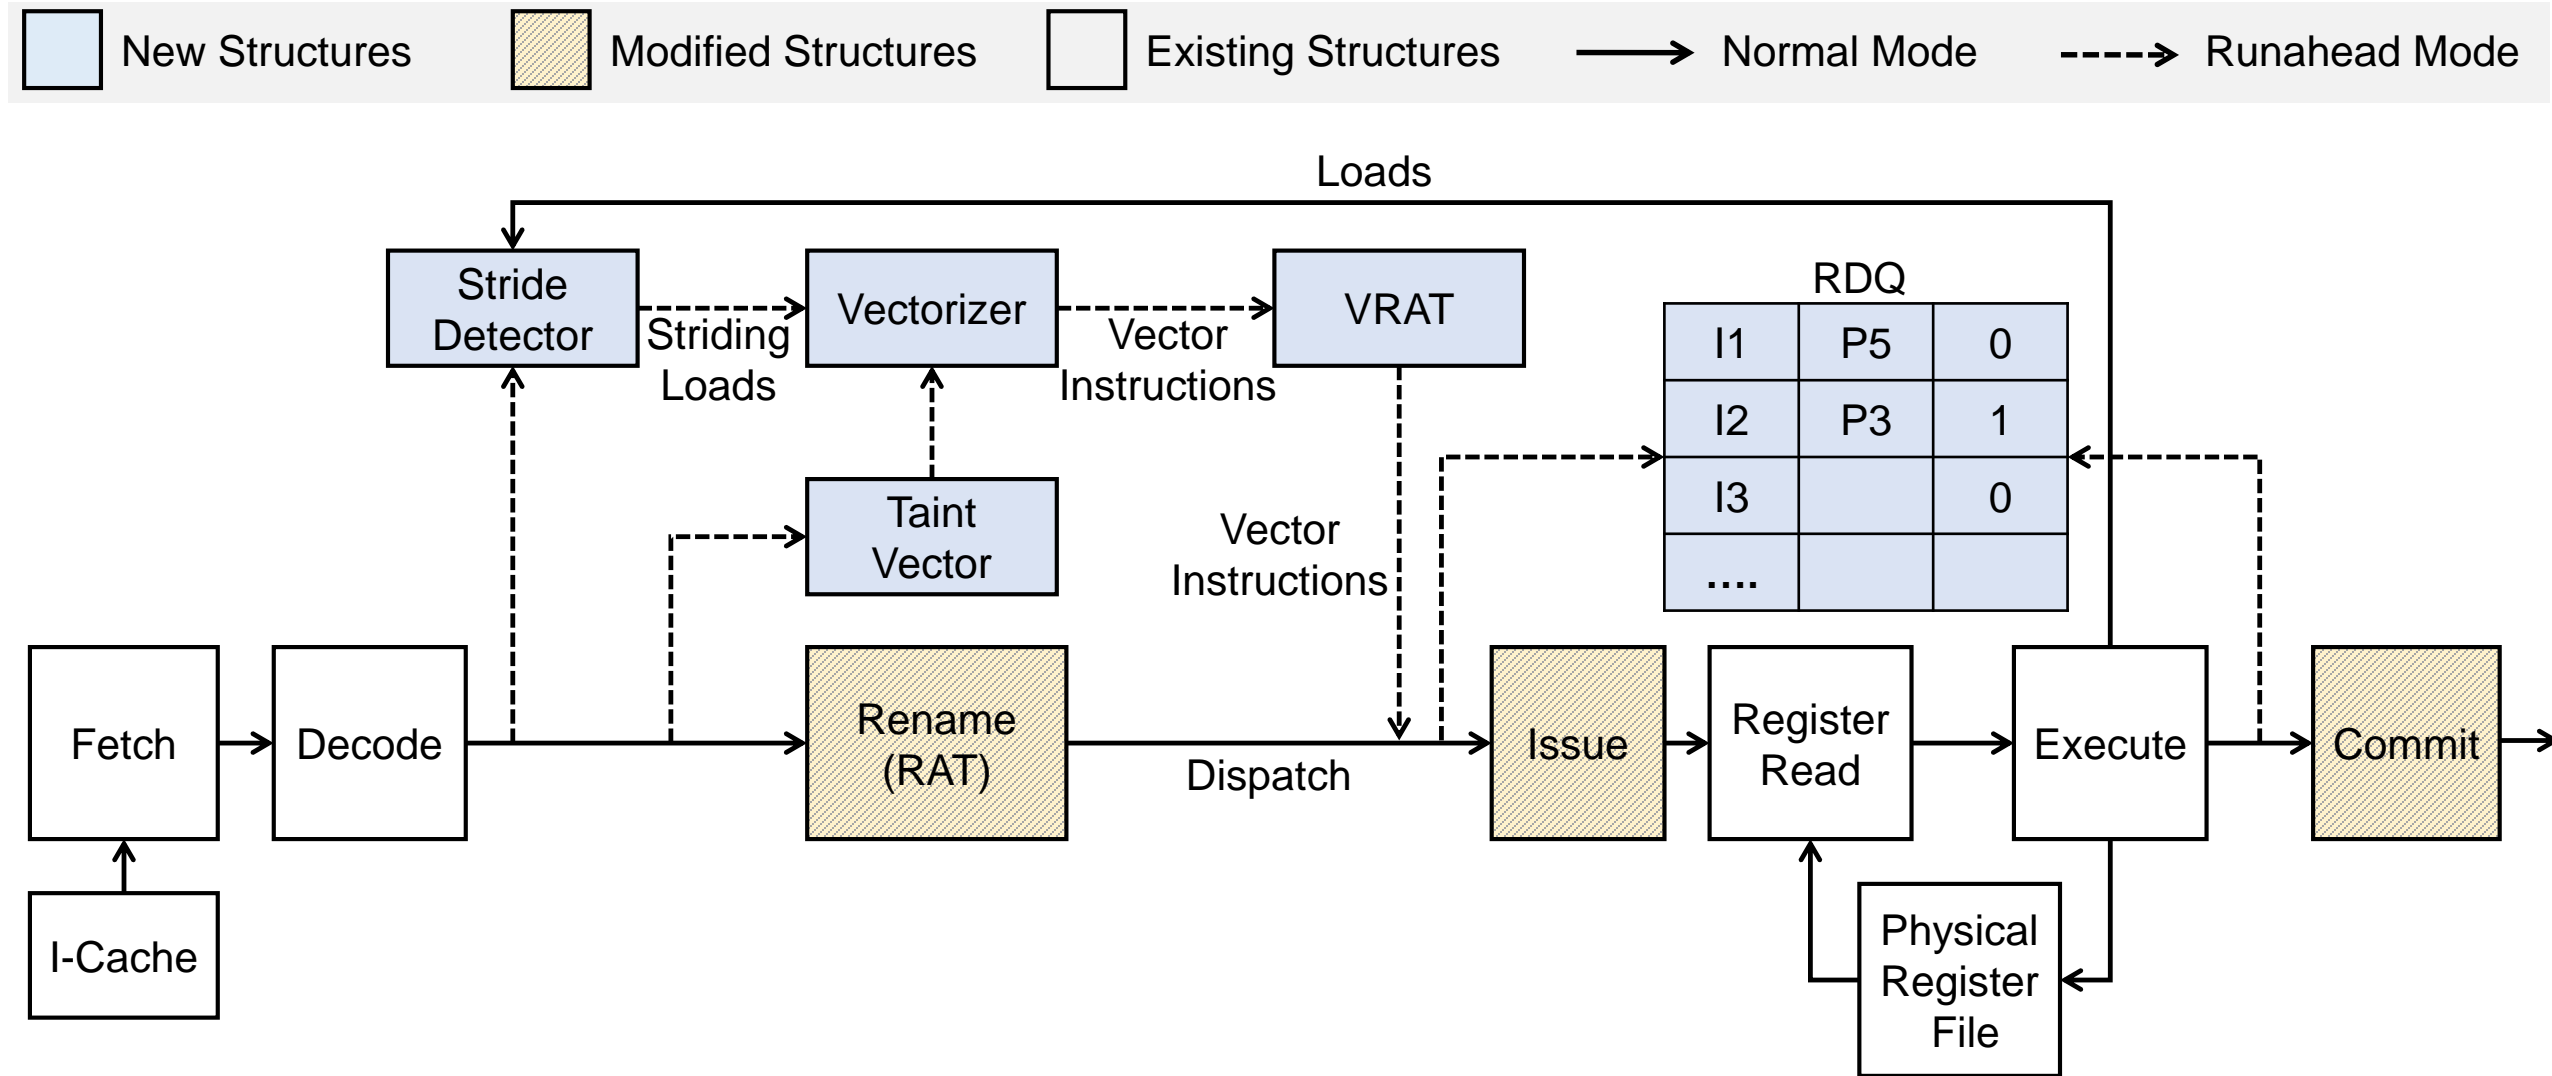 New Structures
Modified Structures
Existing Structures
Normal Mode
Runahead Mode
Loads
Stride
Detector
Striding
Loads
Vectorizer
Vector
Instructions
VRAT
RDQ
I1 P5 0
I2 P3 1
I3 0
....
Taint
Vector
Vector
Instructions
Fetch
Decode
Rename
(RAT)
Dispatch
Issue
Register
Read
Execute
Commit
I-Cache
Physical
Register
File